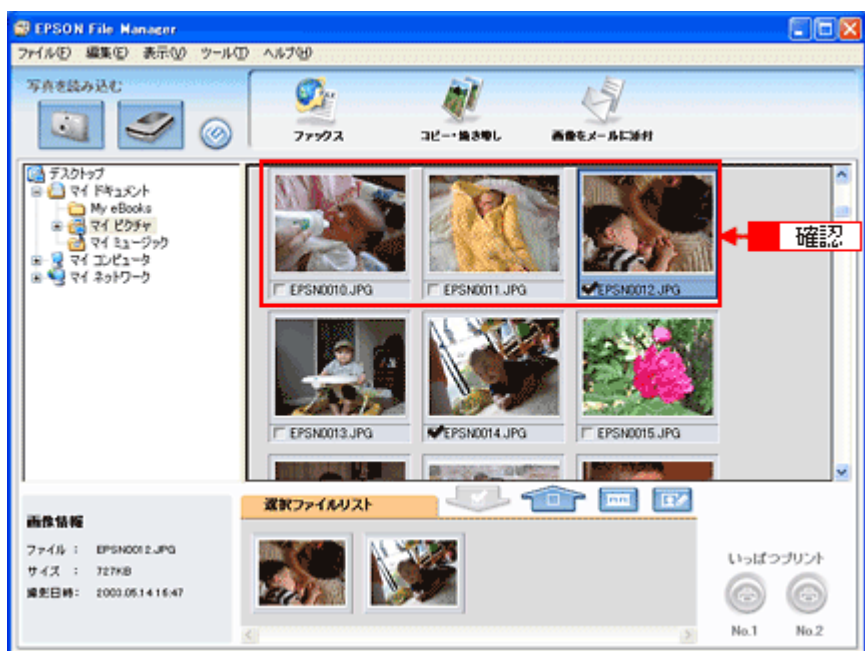 EPSON File Manager
ファイル(F) 編集(E) 表示(V) ツール(T) ヘルプ(H)
写真を読み込む
ファックス コピー・焼き増し 画像をメールに添付
デスクトップ
マイ ドキュメント
My eBooks
マイ ピクチャ
マイ ミュージック
マイ コンピュータ
マイ ネットワーク
確認
EPSN0010.JPG EPSN0011.JPG EPSN0012.JPG
EPSN0013.JPG EPSN0014.JPG EPSN0015.JPG
選択ファイルリスト
画像情報
ファイル : EPSN0012.JPG
サイズ : 727KB
撮影日時: 2003.05.14 15:47
いっぱつプリント
No.1 No.2